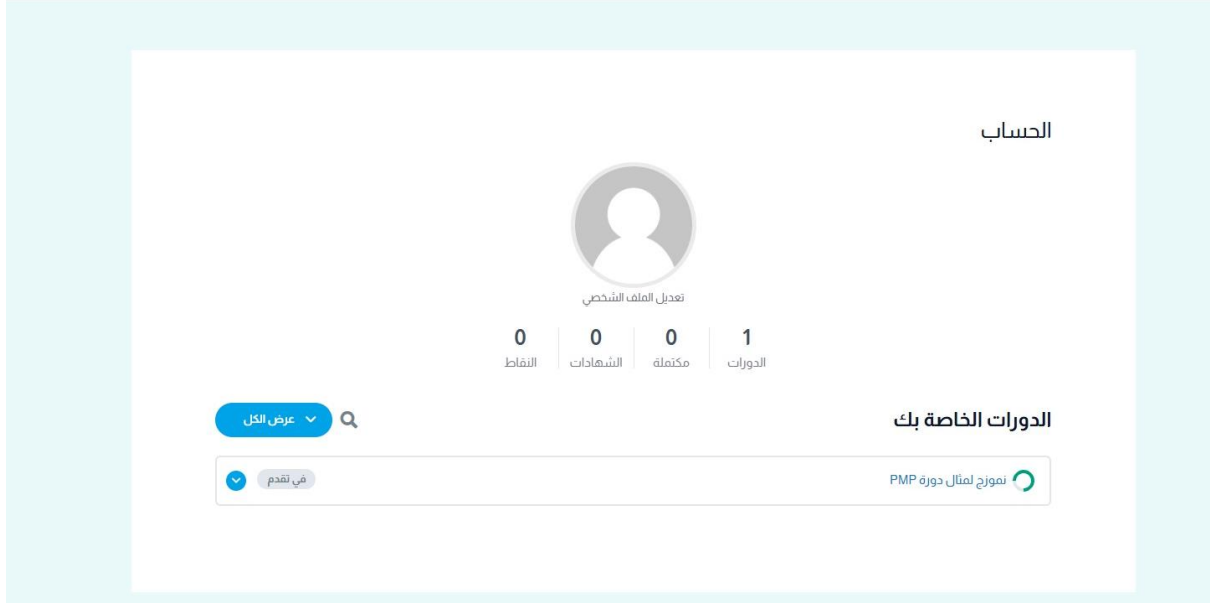 الحساب
تعديل الملف الشخصي
1 0 0 0
الدورات مكتملة الشهادات النقاط
الدورات الخاصة بك
عرض الكل
نموزج لمثال دورة PMP
في تقدم